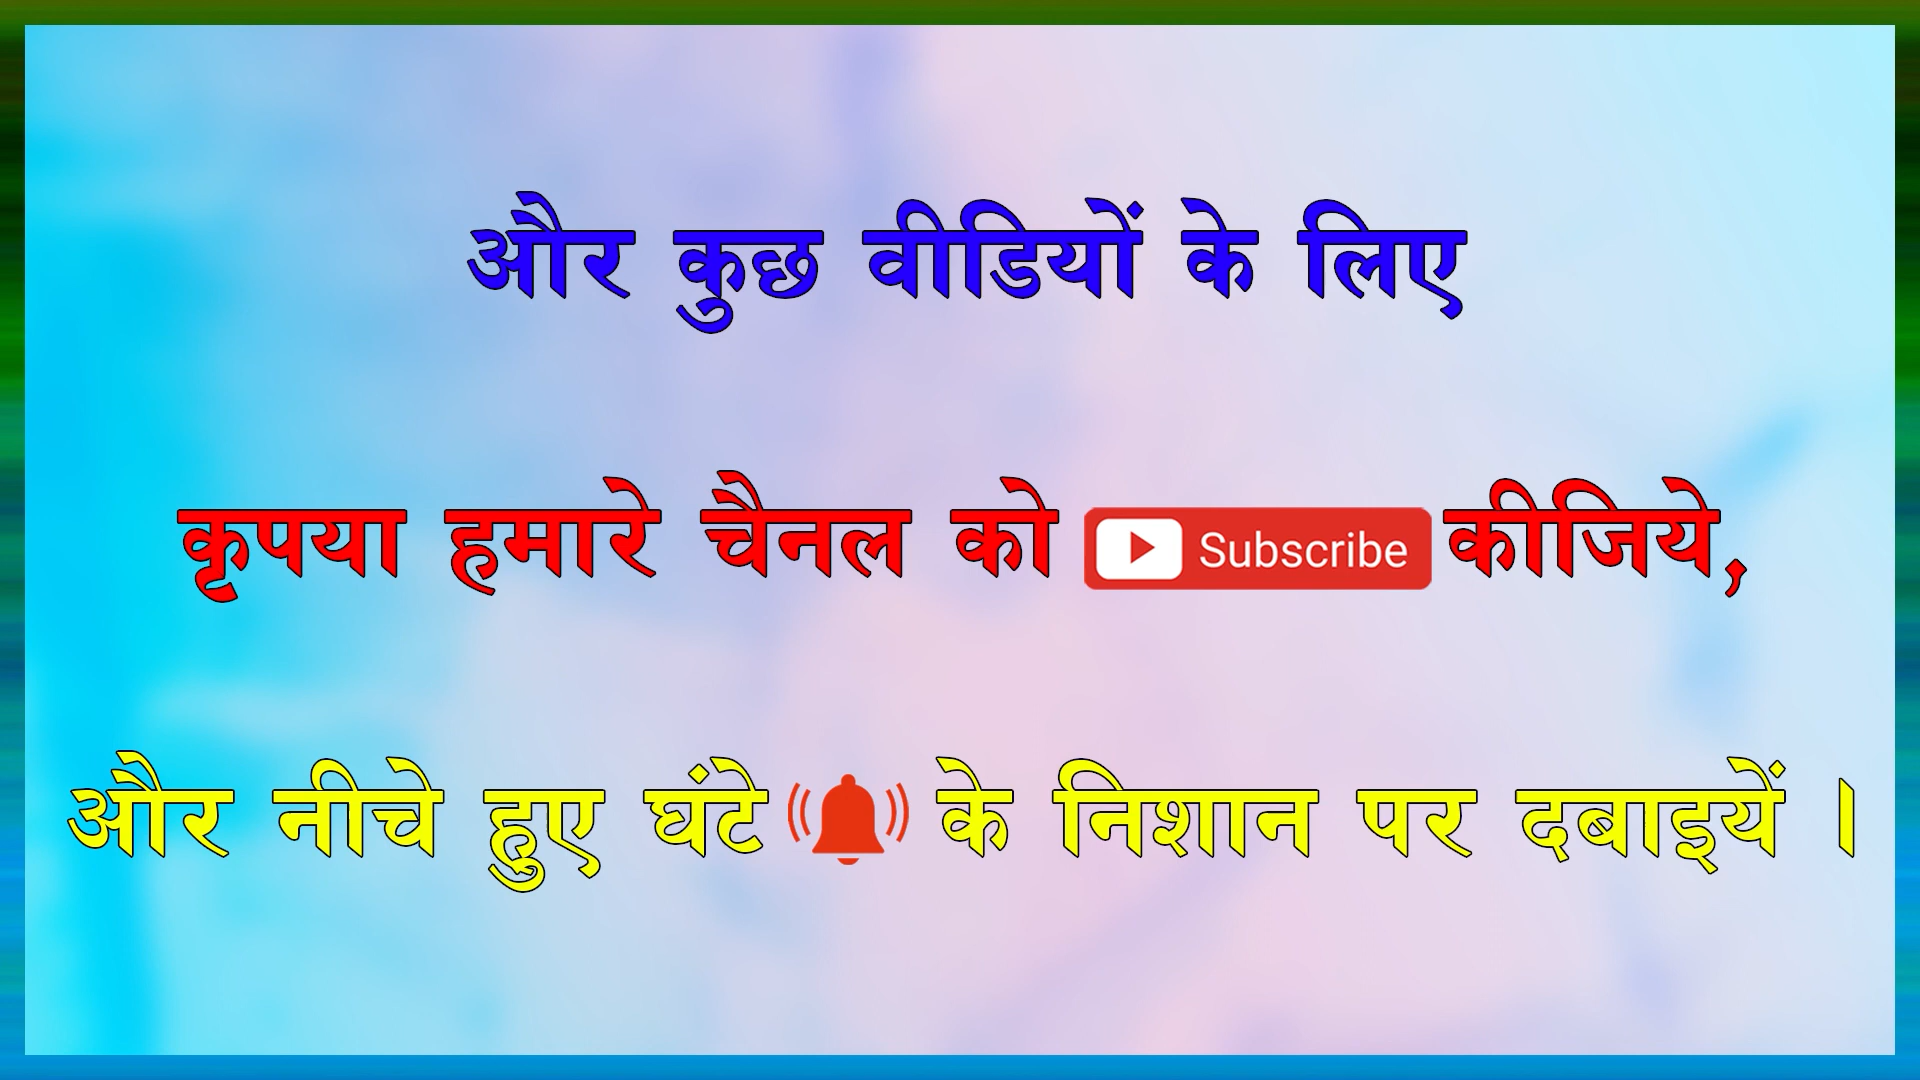 और कुछ वीडियों के लिए
कृपया हमारे चैनल को Subscribe कीजिये,
और नीचे हुए घंटे के निशान पर दबाइयें ।